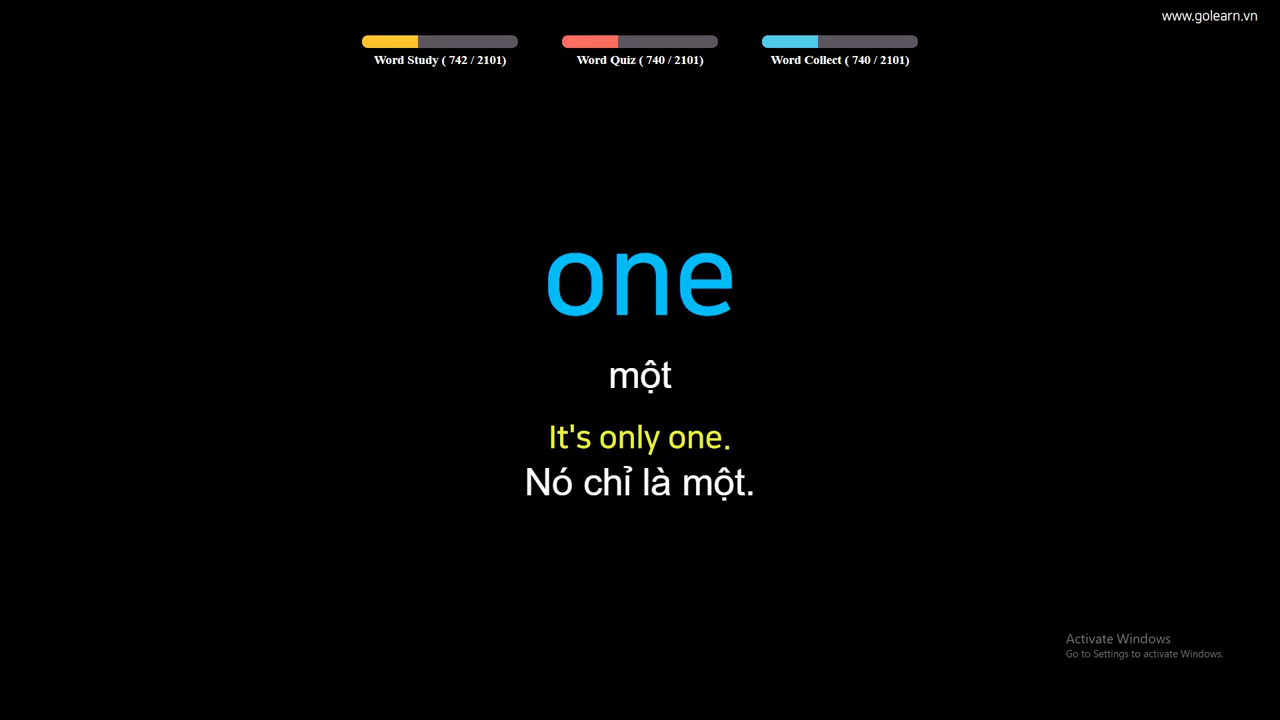 www.golearn.vn
Word Study ( 742 / 2101)
Word Quiz ( 740 / 2101)
Word Collect ( 740 / 2101)
one
một
It's only one.
Nó chỉ là một.
Activate Windows
Go to Settings to activate Windows.